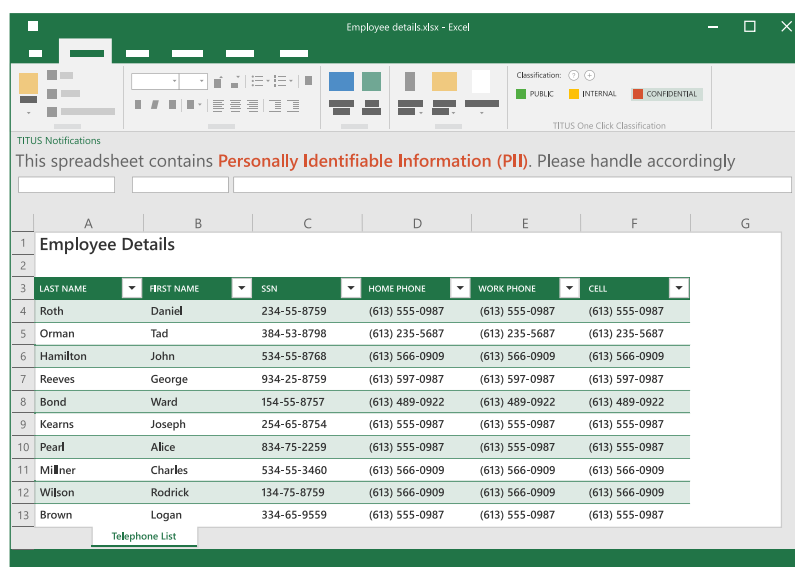 Employee details.xlsx - Excel
Classification: ? +
PUBLIC INTERNAL CONFIDENTIAL
TITUS One Click Classification
TITUS Notifications
This spreadsheet contains Personally Identifiable Information (PII). Please handle accordingly
A B C D E F G
1 Employee Details
2
3 LAST NAME FIRST NAME SSN HOME PHONE WORK PHONE CELL
4 Roth Daniel 234-55-8759 (613) 555-0987 (613) 555-0987 (613) 555-0987
5 Orman Tad 384-53-8798 (613) 235-5687 (613) 235-5687 (613) 235-5687
6 Hamilton John 534-55-8768 (613) 566-0909 (613) 566-0909 (613) 566-0909
7 Reeves George 934-25-8759 (613) 597-0987 (613) 597-0987 (613) 597-0987
8 Bond Ward 154-55-8757 (613) 489-0922 (613) 489-0922 (613) 489-0922
9 Kearns Joseph 254-65-8754 (613) 555-0987 (613) 555-0987 (613) 555-0987
10 Pearl Alice 834-75-2259 (613) 555-0987 (613) 555-0987 (613) 555-0987
11 Millner Charles 534-55-3460 (613) 566-0909 (613) 566-0909 (613) 566-0909
12 Wilson Rodrick 134-75-8759 (613) 566-0909 (613) 566-0909 (613) 566-0909
13 Brown Logan 334-65-9559 (613) 555-0987 (613) 555-0987 (613) 555-0987
Telephone List